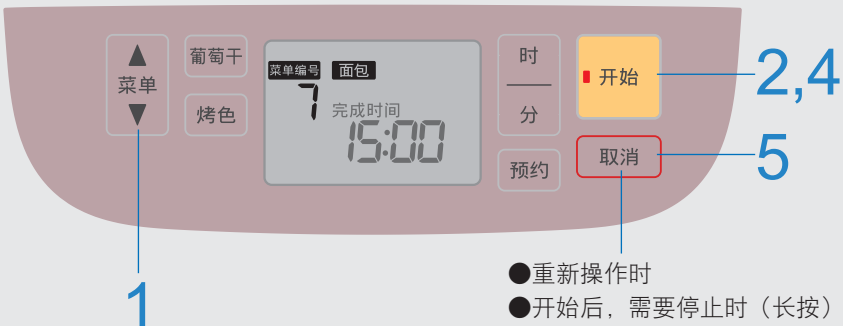 菜单
葡萄干
烤色
菜单编号 面包
7
完成时间
15:00
时
分
预约
开始
取消
2,4
5
1
●重新操作时
●开始后，需要停止时（长按）